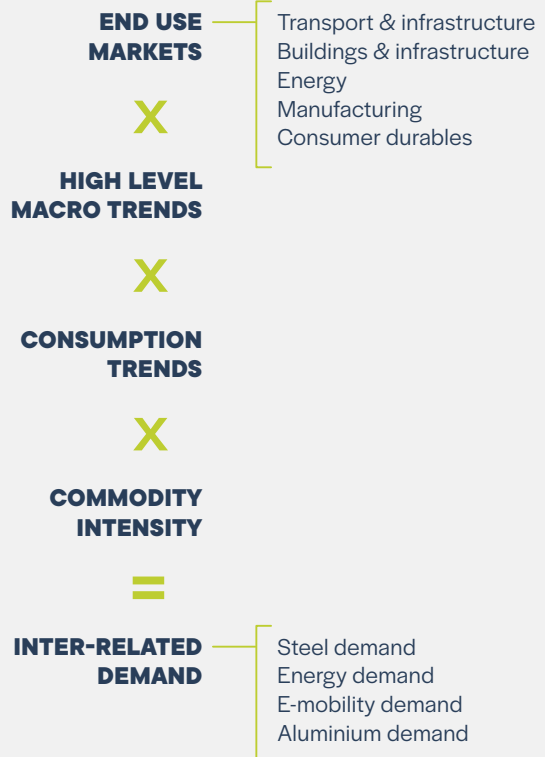 END USE
MARKETS
Transport & infrastructure
Buildings & infrastructure
Energy
Manufacturing
Consumer durables
X
HIGH LEVEL
MACRO TRENDS
X
CONSUMPTION
TRENDS
X
COMMODITY
INTENSITY
=
INTER-RELATED
DEMAND
Steel demand
Energy demand
E-mobility demand
Aluminium demand